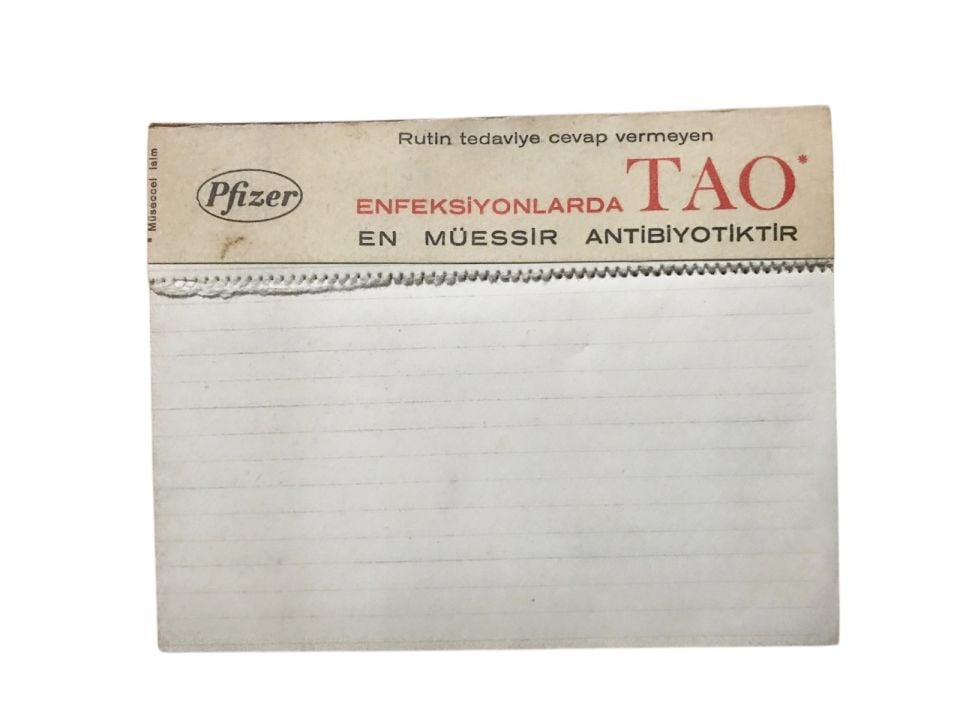 Rutin tedaviye cevap vermeyen
Pfizer
ENFEKSİYONLARDA TAO*
EN MÜESSİR ANTİBİYOTİKTİR
* Müseccel isim